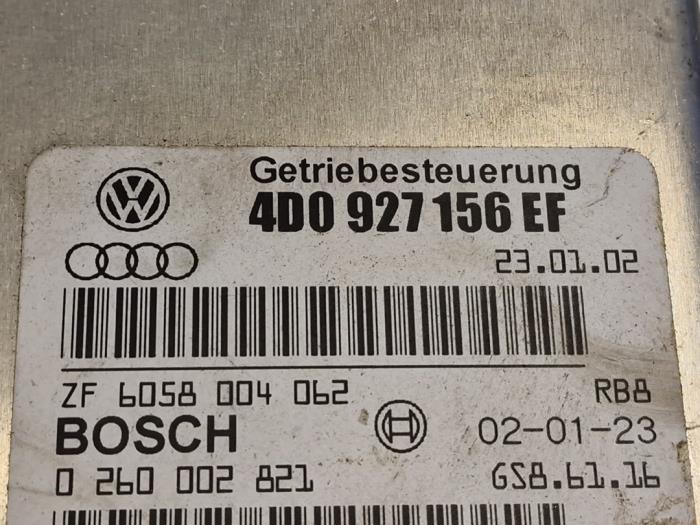 Getriebesteuerung
4D0 927 156 EF
23.01.02
ZF 6058 004 062 RB8
BOSCH 02-01-23
0 260 002 821 GS8.61.16